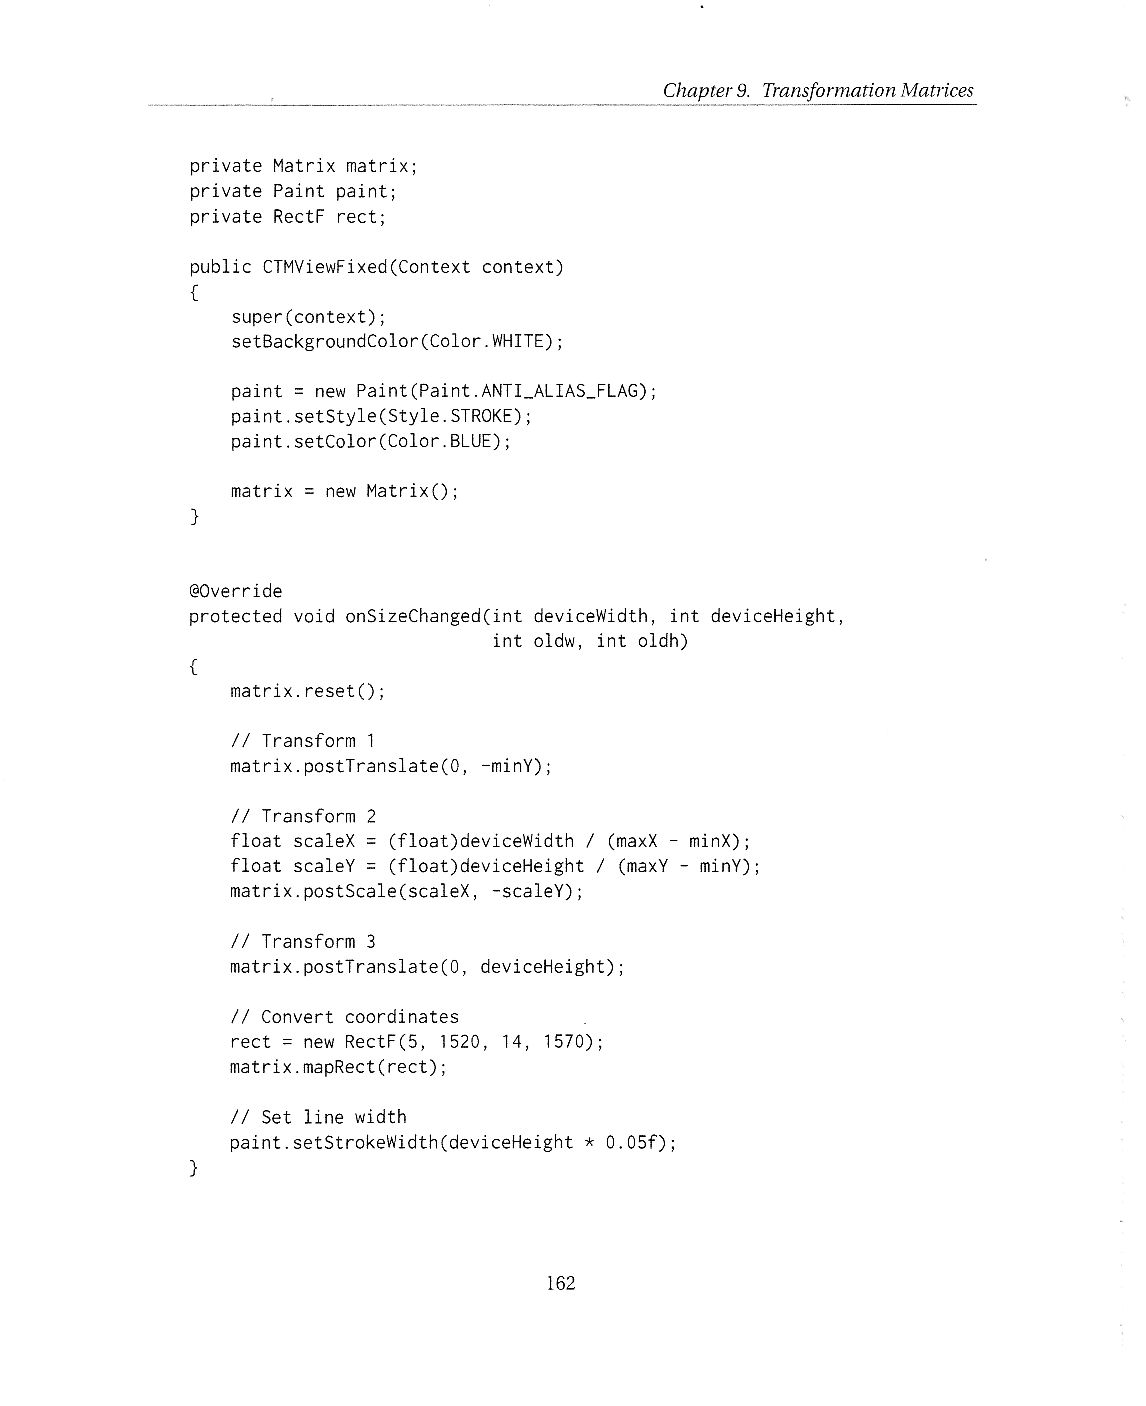 Chapter 9. Transformation Matrices
private Matrix matrix;
private Paint paint;
private RectF rect;
public CTMViewFixed(Context context)
{
super(context);
setBackgroundColor(Color.WHITE);
paint = new Paint(Paint.ANTI_ALIAS_FLAG);
paint.setStyle(Style.STROKE);
paint.setColor(Color.BLUE);
matrix = new Matrix();
}
@Override
protected void onSizeChanged(int deviceWidth, int deviceHeight,
int oldw, int oldh)
{
matrix.reset();
// Transform 1
matrix.postTranslate(0, -minY);
// Transform 2
float scaleX = (float)deviceWidth / (maxX - minX);
float scaleY = (float)deviceHeight / (maxY - minY);
matrix.postScale(scaleX, -scaleY);
// Transform 3
matrix.postTranslate(0, deviceHeight);
// Convert coordinates
rect = new RectF(5, 1520, 14, 1570);
matrix.mapRect(rect);
// Set line width
paint.setStrokeWidth(deviceHeight * 0.05f);
}
162